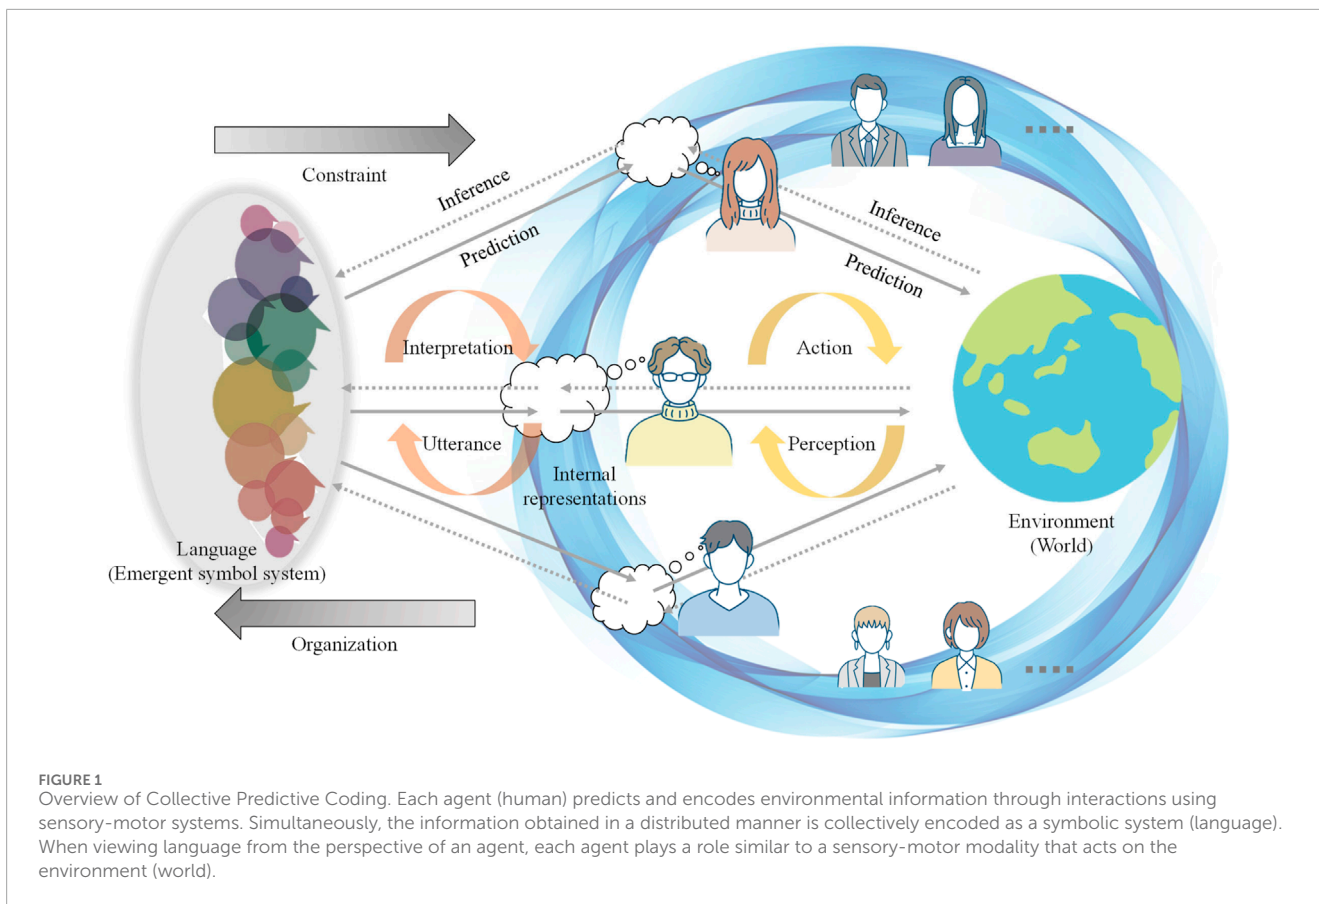 Constraint
Inference
Prediction
Inference
Prediction
Interpretation
Action
Utterance
Perception
Internal
representations
Environment
(World)
Language
(Emergent symbol system)
Organization
FIGURE 1
Overview of Collective Predictive Coding. Each agent (human) predicts and encodes environmental information through interactions using
sensory-motor systems. Simultaneously, the information obtained in a distributed manner is collectively encoded as a symbolic system (language).
When viewing language from the perspective of an agent, each agent plays a role similar to a sensory-motor modality that acts on the
environment (world).